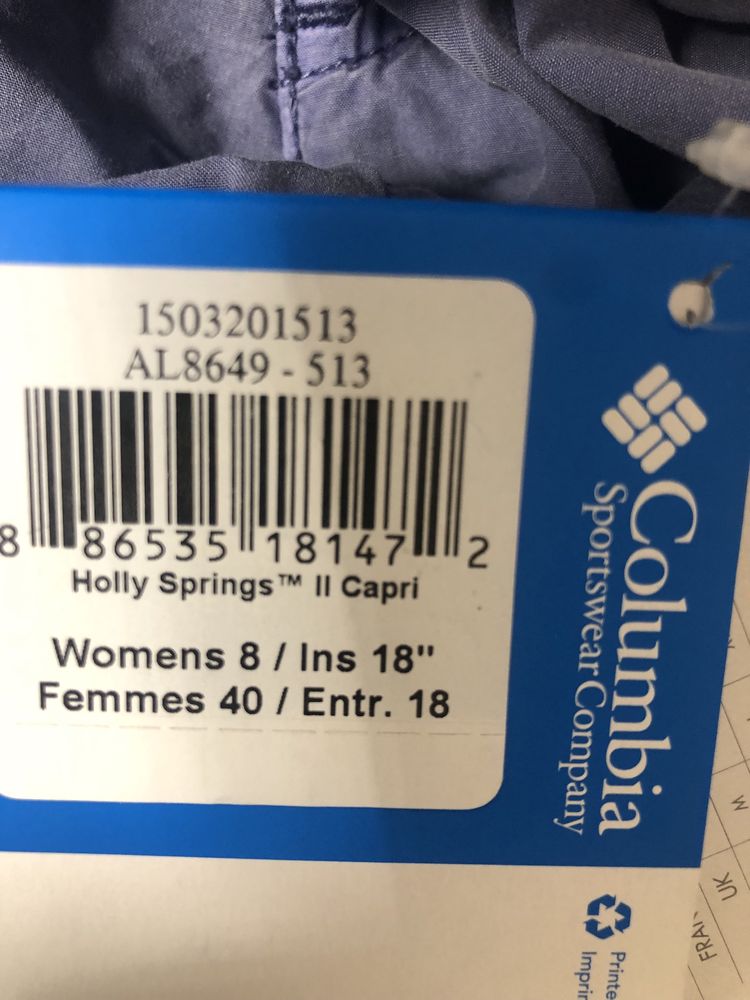 1503201513
AL8649 - 513
8 86535 18147 2
Holly Springs™ II Capri
Womens 8 / Ins 18"
Femmes 40 / Entr. 18
Columbia
Sportswear Company
M
UK